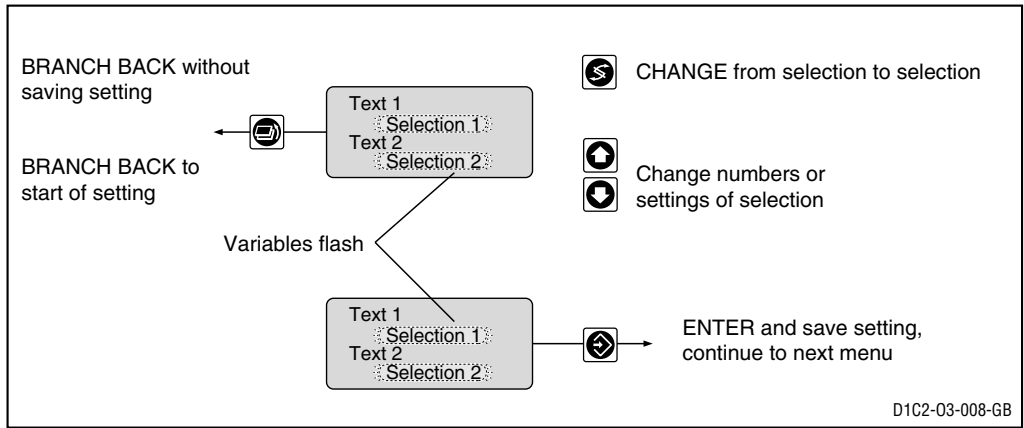 BRANCH BACK without
saving setting
BRANCH BACK to
start of setting
Text 1
Selection 1
Text 2
Selection 2
CHANGE from selection to selection
Change numbers or
settings of selection
Variables flash
Text 1
Selection 1
Text 2
Selection 2
ENTER and save setting,
continue to next menu
D1C2-03-008-GB